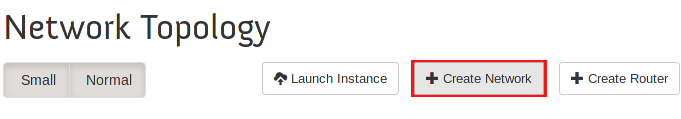 Network Topology
Small Normal Launch Instance Create Network Create Router